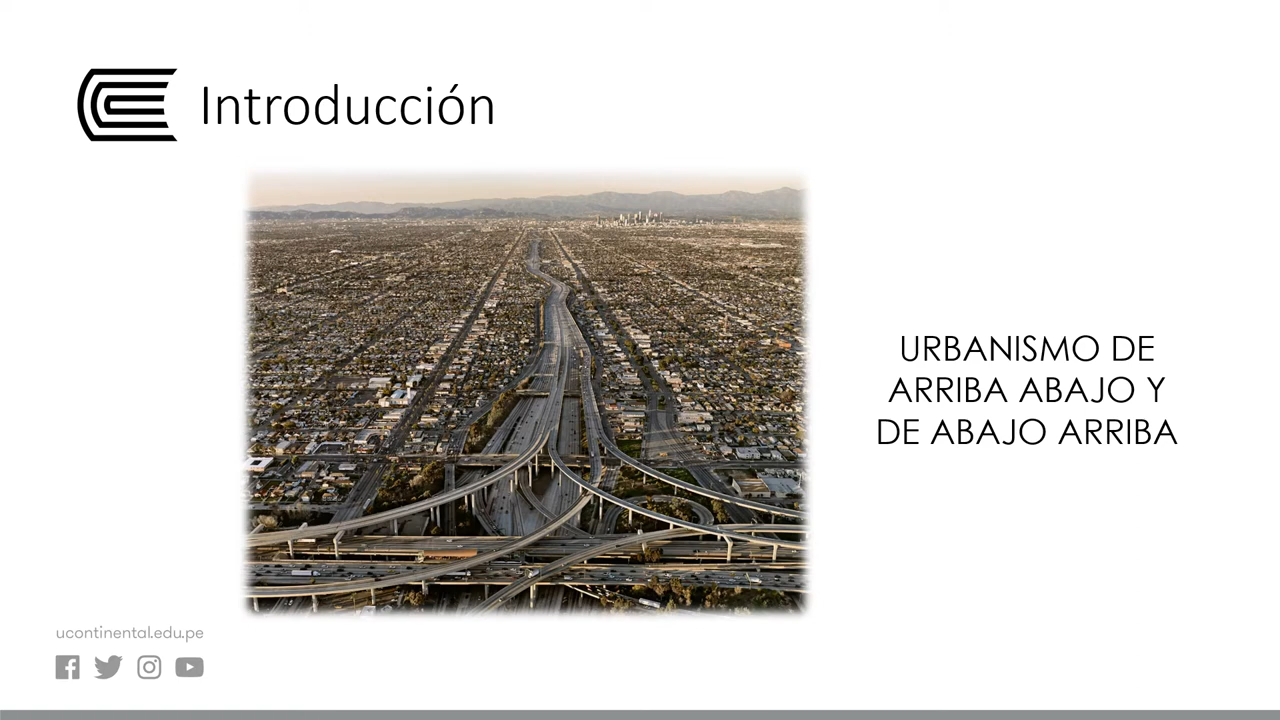 Introducción
URBANISMO DE
ARRIBA ABAJO Y
DE ABAJO ARRIBA
ucontinental.edu.pe